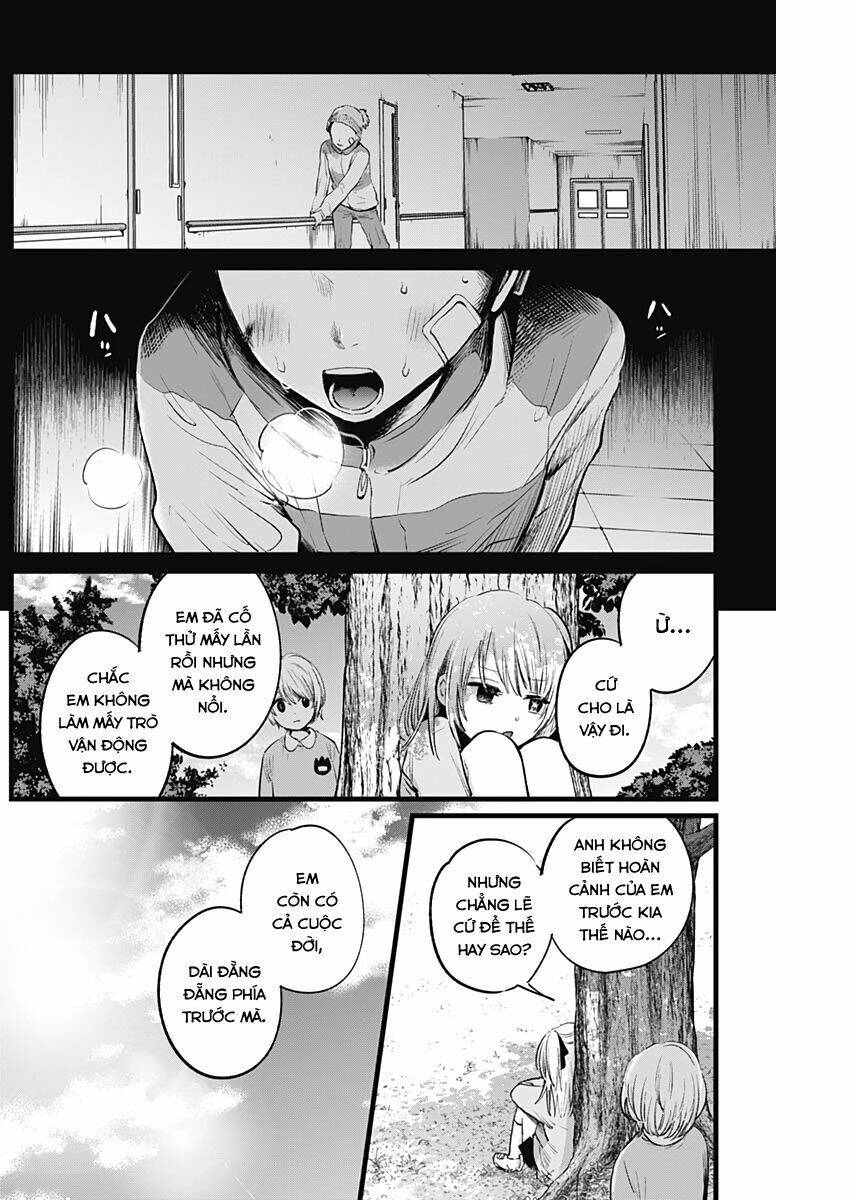 Ừ...
CỨ
CHO LÀ
VẬY ĐI.
EM ĐÃ CỐ
THỬ MẤY LẦN
RỒI NHƯNG
MÀ KHÔNG
NỔI.
CHẮC
EM KHÔNG
LÀM MẤY TRÒ
VẬN ĐỘNG
ĐƯỢC.
ANH KHÔNG
BIẾT HOÀN
CẢNH CỦA EM
TRƯỚC KIA
THẾ NÀO...
NHƯNG
CHẲNG LẼ
CỨ ĐỂ THẾ
HAY SAO?
EM
CÒN CÓ
CẢ CUỘC
ĐỜI,
DÀI ĐẰNG
ĐẴNG PHÍA
TRƯỚC MÀ.